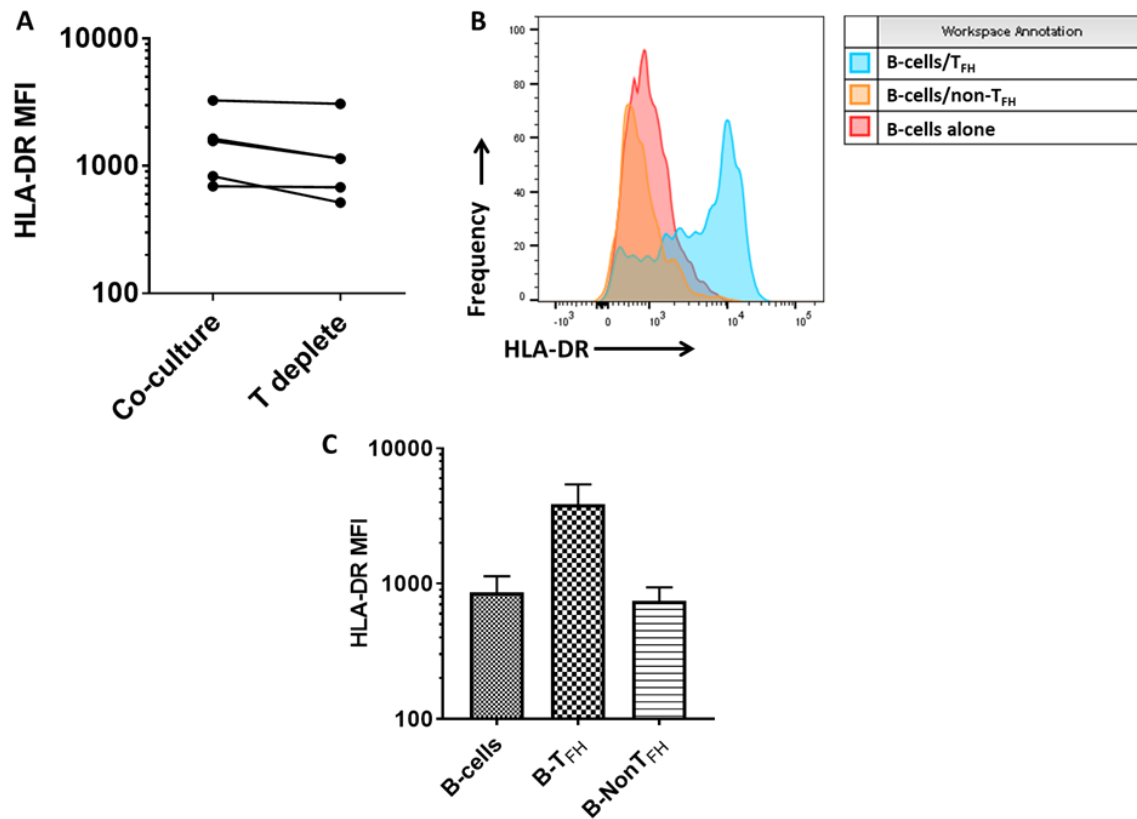 A
HLA-DR MFI
10000
1000
100
Co-culture
T deplete
B
Frequency
100
80
60
40
20
0
-10³
0
10³
10⁴
10⁵
HLA-DR
Workspace Annotation
B-cells/TFH
B-cells/non-TFH
B-cells alone
C
HLA-DR MFI
10000
1000
100
B-cells
B-TFH
B-NonTFH